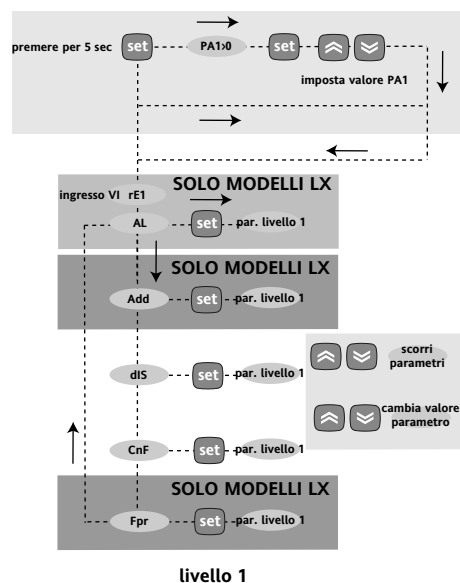 premere per 5 sec set PA1>0 set
imposta valore PA1
SOLO MODELLI LX
ingresso VI rE1
AL set par. livello 1
SOLO MODELLI LX
Add set par. livello 1
scorri
parametri
dIS set par. livello 1
cambia valore
parametro
CnF set par. livello 1
SOLO MODELLI LX
Fpr set par. livello 1
livello 1